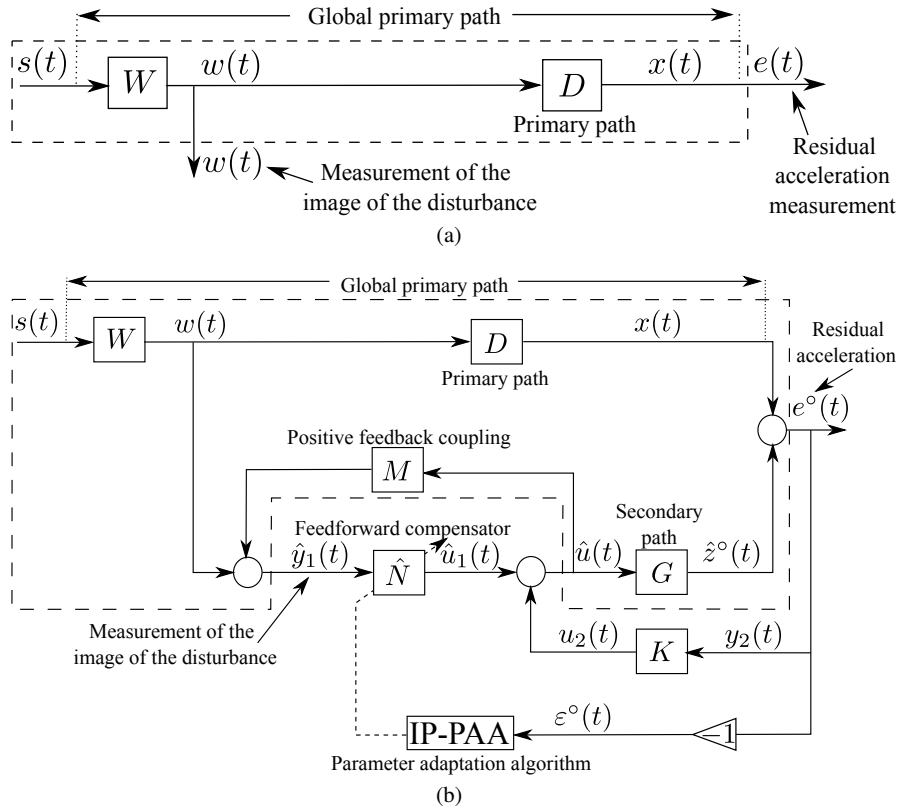 Global primary path
s(t)
W
w(t)
D
x(t)
e(t)
Primary path
w(t)
Measurement of the
image of the disturbance
Residual
acceleration
measurement
(a)
Global primary path
s(t)
W
w(t)
D
x(t)
Primary path
Residual
acceleration
e°(t)
Positive feedback coupling
M
Feedforward compensator
ŷ₁(t)
N̂
û₁(t)
û(t)
Secondary
path
G
ẑ°(t)
Measurement of the
image of the disturbance
u₂(t)
K
y₂(t)
IP-PAA
ε°(t)
−1
Parameter adaptation algorithm
(b)